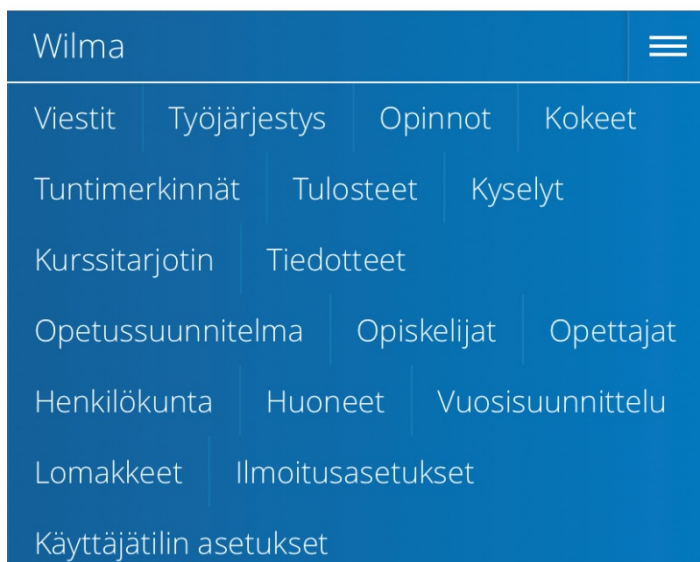 Wilma
Viestit Työjärjestys Opinnot Kokeet
Tuntimerkinnät Tulosteet Kyselyt
Kurssitarjotin Tiedotteet
Opetussuunnitelma Opiskelijat Opettajat
Henkilökunta Huoneet Vuosisuunnittelu
Lomakkeet Ilmoitusasetukset
Käyttäjätilin asetukset